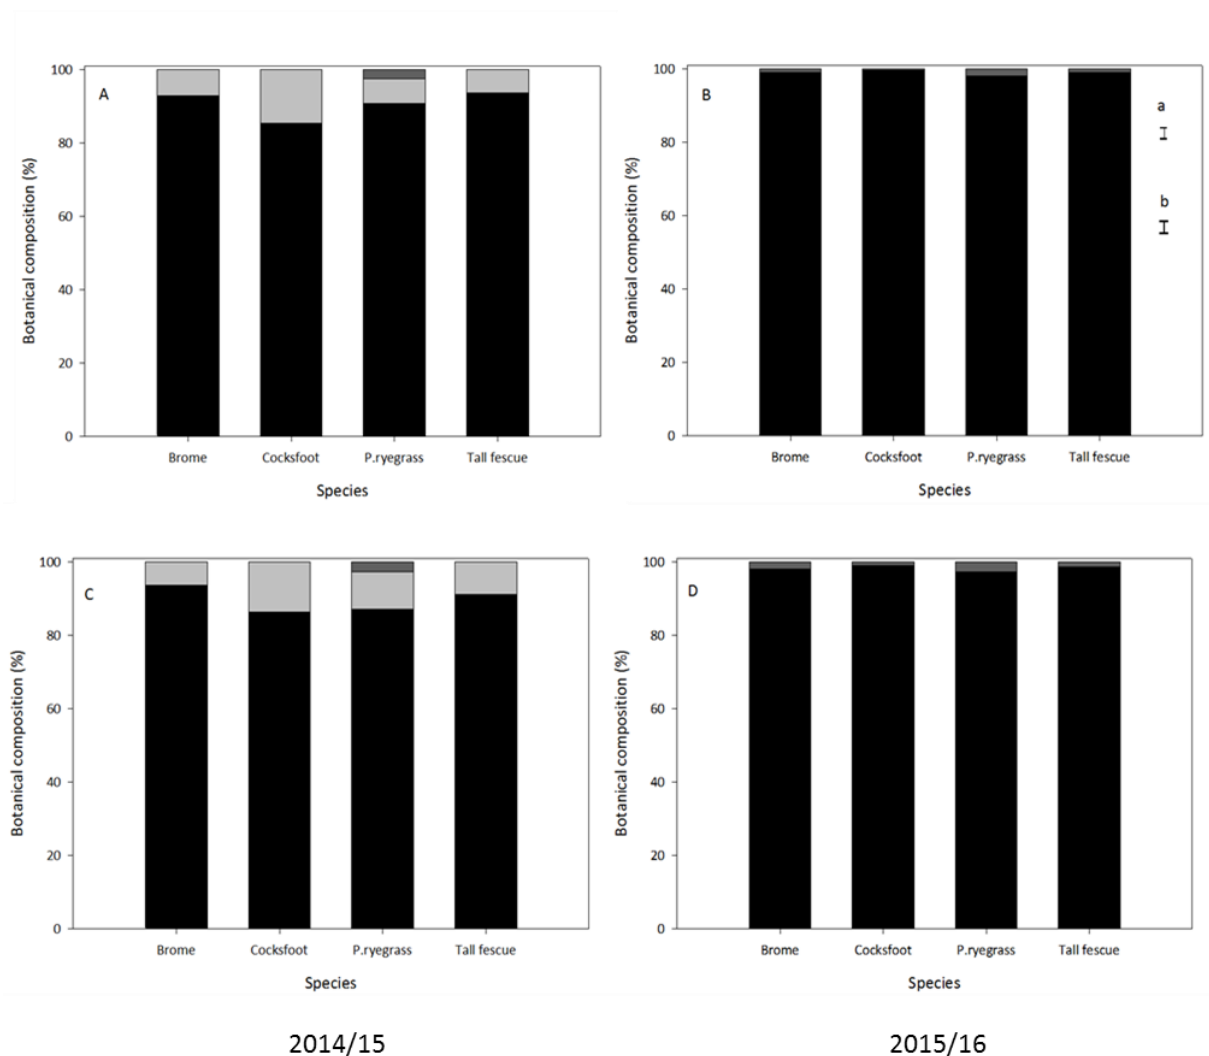 A
100
80
60
40
20
0
Botanical composition (%)
Brome Cocksfoot P.ryegrass Tall fescue
Species
B
a
b
100
80
60
40
20
0
Botanical composition (%)
Brome Cocksfoot P.ryegrass Tall fescue
Species
C
100
80
60
40
20
0
Botanical composition (%)
Brome Cocksfoot P.ryegrass Tall fescue
Species
D
100
80
60
40
20
0
Botanical composition (%)
Brome Cocksfoot P.ryegrass Tall fescue
Species
2014/15
2015/16